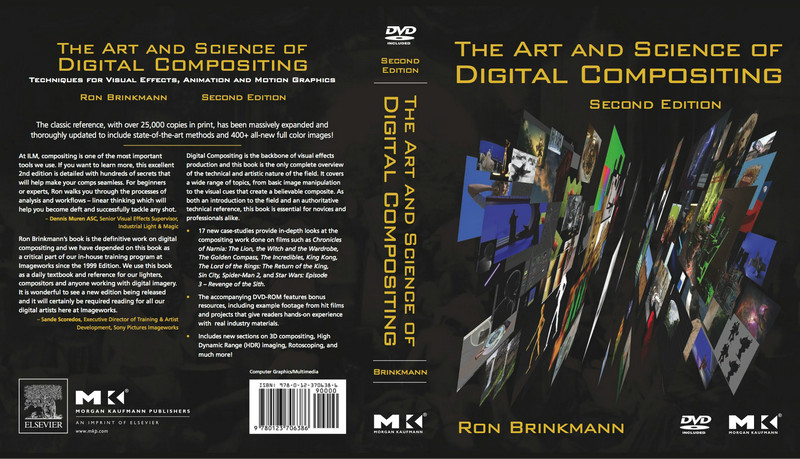 The Art and Science of
Digital Compositing
Techniques for Visual Effects, Animation and Motion Graphics
Ron Brinkmann Second Edition
The classic reference, with over 25,000 copies in print, has been massively expanded and
thoroughly updated to include state-of-the-art methods and 400+ all-new full color images!
At ILM, compositing is one of the most important
tools we use. If you want to learn more, this excellent
2nd edition is detailed with hundreds of secrets that
will help make your comps seamless. For beginners
or experts, Ron walks you through the processes of
analysis and workflows – linear thinking which will
help you become deft and successfully tackle any shot.
– Dennis Muren ASC, Senior Visual Effects Supervisor,
Industrial Light & Magic
Ron Brinkmann's book is the definitive work on digital
compositing and we have depended on this book as
a critical part of our in-house training program at
Imageworks since the 1999 Edition. We use this book
as a daily textbook and reference for our lighters,
compositors and anyone working with digital imagery.
It is wonderful to see a new edition being released
and it will certainly be required reading for all our
digital artists here at Imageworks.
– Sande Scoredos, Executive Director of Training & Artist
Development, Sony Pictures Imageworks
Digital Compositing is the backbone of visual effects
production and this book is the only complete overview
of the technical and artistic nature of the field. It covers
a wide range of topics, from basic image manipulation
to the visual cues that create a believable composite. As
both an introduction to the field and an authoritative
technical reference, this book is essential for novices and
professionals alike.
• 17 new case-studies provide in-depth looks at the
compositing work done on films such as Chronicles
of Narnia: The Lion, the Witch and the Wardrobe,
The Golden Compass, The Incredibles, King Kong,
The Lord of the Rings: The Return of the King,
Sin City, Spider-Man 2, and Star Wars: Episode
3 – Revenge of the Sith.
• The accompanying DVD-ROM features bonus
resources, including example footage from hit films
and projects that give readers hands-on experience
with real industry materials.
• Includes new sections on 3D compositing, High
Dynamic Range (HDR) imaging, Rotoscoping, and
much more!
Computer Graphics/Multimedia
ISBN: 978-0-12-370638-6
90000
9 780123 706386
ELSEVIER
MK®
MORGAN KAUFMANN PUBLISHERS
AN IMPRINT OF ELSEVIER
www.mkp.com
DVD
INCLUDED
Second
Edition
The Art and Science of
Digital Compositing
Brinkmann
MK®
MORGAN KAUFMANN
The Art and Science of
Digital Compositing
Second Edition
Ron Brinkmann
DVD
INCLUDED
MK®
MORGAN KAUFMANN